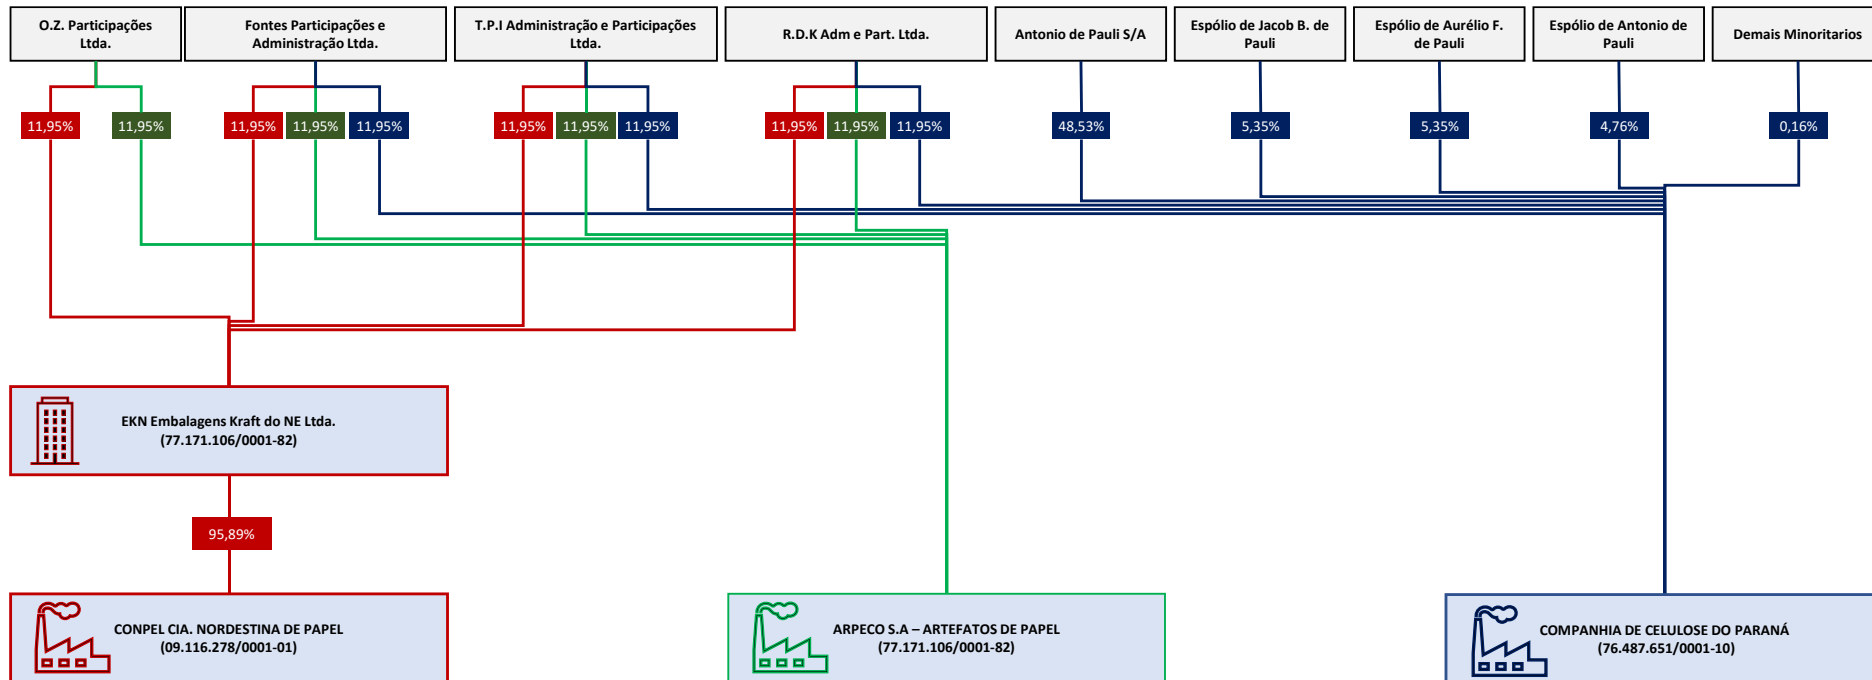 O.Z. Participações
Ltda.
Fontes Participações e
Administração Ltda.
T.P.I Administração e Participações
Ltda.
R.D.K Adm e Part. Ltda.
Antonio de Pauli S/A
Espólio de Jacob B. de
Pauli
Espólio de Aurélio F.
de Pauli
Espólio de Antonio de
Pauli
Demais Minoritarios
11,95%
11,95%
11,95%
11,95%
11,95%
11,95%
11,95%
11,95%
11,95%
11,95%
11,95%
48,53%
5,35%
5,35%
4,76%
0,16%
EKN Embalagens Kraft do NE Ltda.
(77.171.106/0001-82)
95,89%
CONPEL CIA. NORDESTINA DE PAPEL
(09.116.278/0001-01)
ARPECO S.A – ARTEFATOS DE PAPEL
(77.171.106/0001-82)
COMPANHIA DE CELULOSE DO PARANÁ
(76.487.651/0001-10)